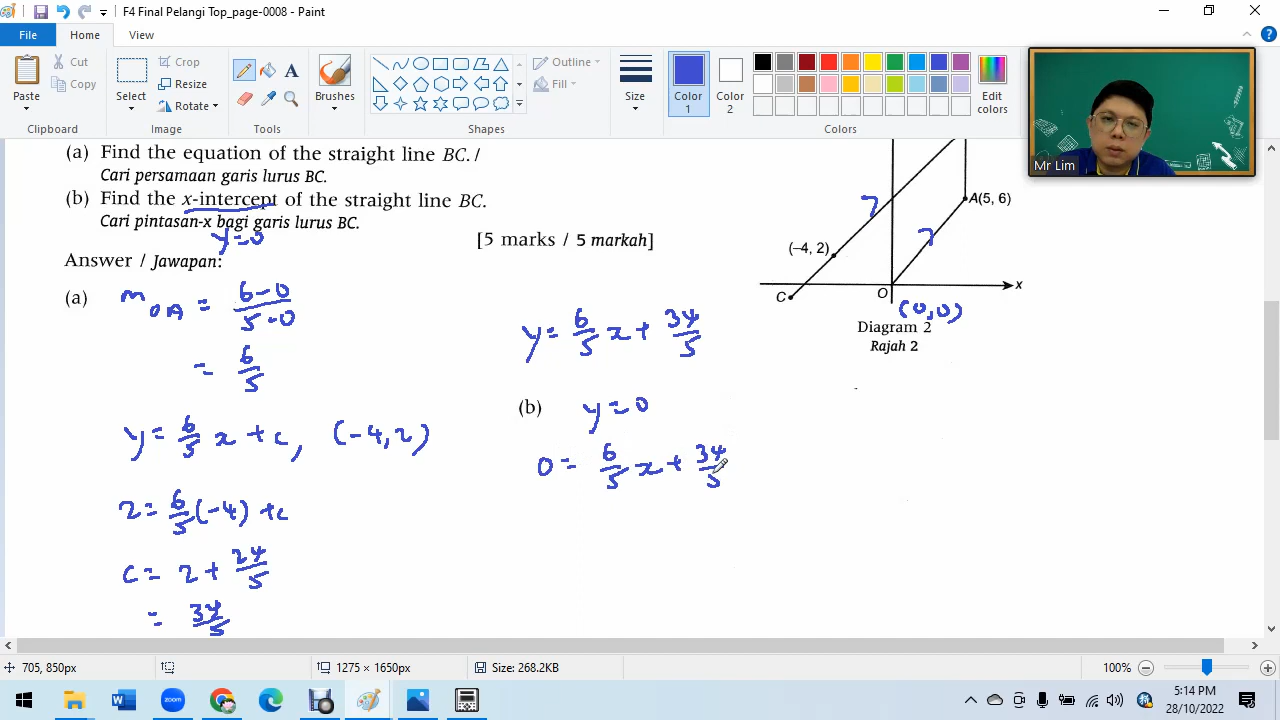 F4 Final Pelangi Top_page-0008 - Paint
File
Home
View
Paste
Cut
Copy
Clipboard
Select
Crop
Resize
Rotate
Image
Tools
Brushes
Shapes
Outline
Fill
Size
Color 1
Color 2
Edit colors
Colors
Mr Lim
(a) Find the equation of the straight line BC. /
Cari persamaan garis lurus BC.
(b) Find the x-intercept of the straight line BC.
Cari pintasan-x bagi garis lurus BC.
y=0
[5 marks / 5 markah]
Answer / Jawapan:
(a) m OA = 6-0/5-0
= 6/5
y = 6/5 x + c, (-4, 2)
2 = 6/5 (-4) + c
c = 2 + 24/5
= 34/5
y = 6/5 x + 34/5
(b) y = 0
0 = 6/5 x + 34/5
A(5, 6)
(–4, 2)
C
O
x
(0,0)
Diagram 2
Rajah 2
705, 850px
1275 × 1650px
Size: 268.2KB
100%
5:14 PM
28/10/2022